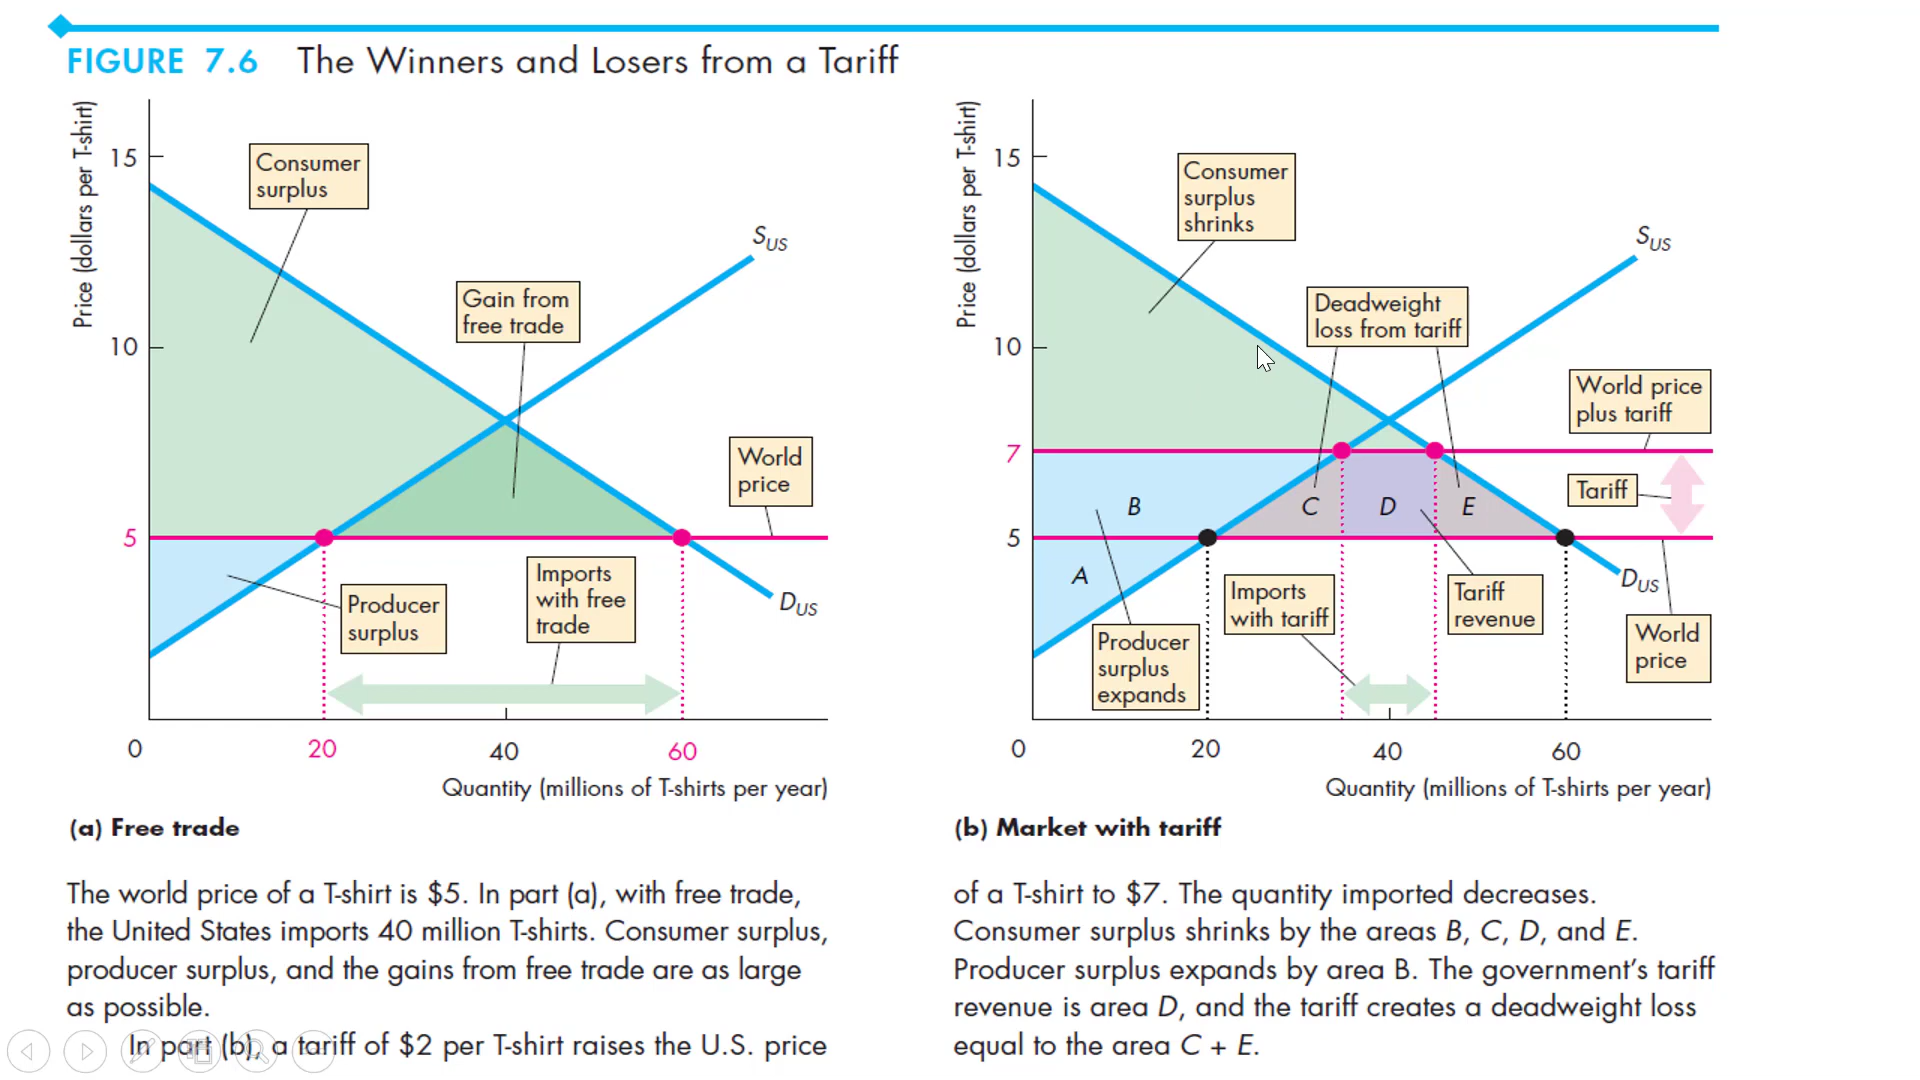 FIGURE 7.6 The Winners and Losers from a Tariff
Price (dollars per T-shirt)
15
10
5
Consumer
surplus
Gain from
free trade
S US
World
price
Producer
surplus
Imports
with free
trade
D US
0
20
40
60
Quantity (millions of T-shirts per year)
(a) Free trade
Price (dollars per T-shirt)
15
10
7
5
Consumer
surplus
shrinks
S US
Deadweight
loss from tariff
World price
plus tariff
Tariff
B
C
D
E
A
Producer
surplus
expands
Imports
with tariff
Tariff
revenue
D US
World
price
0
20
40
60
Quantity (millions of T-shirts per year)
(b) Market with tariff
The world price of a T-shirt is $5. In part (a), with free trade,
the United States imports 40 million T-shirts. Consumer surplus,
producer surplus, and the gains from free trade are as large
as possible.
In part (b), a tariff of $2 per T-shirt raises the U.S. price
of a T-shirt to $7. The quantity imported decreases.
Consumer surplus shrinks by the areas B, C, D, and E.
Producer surplus expands by area B. The government's tariff
revenue is area D, and the tariff creates a deadweight loss
equal to the area C + E.